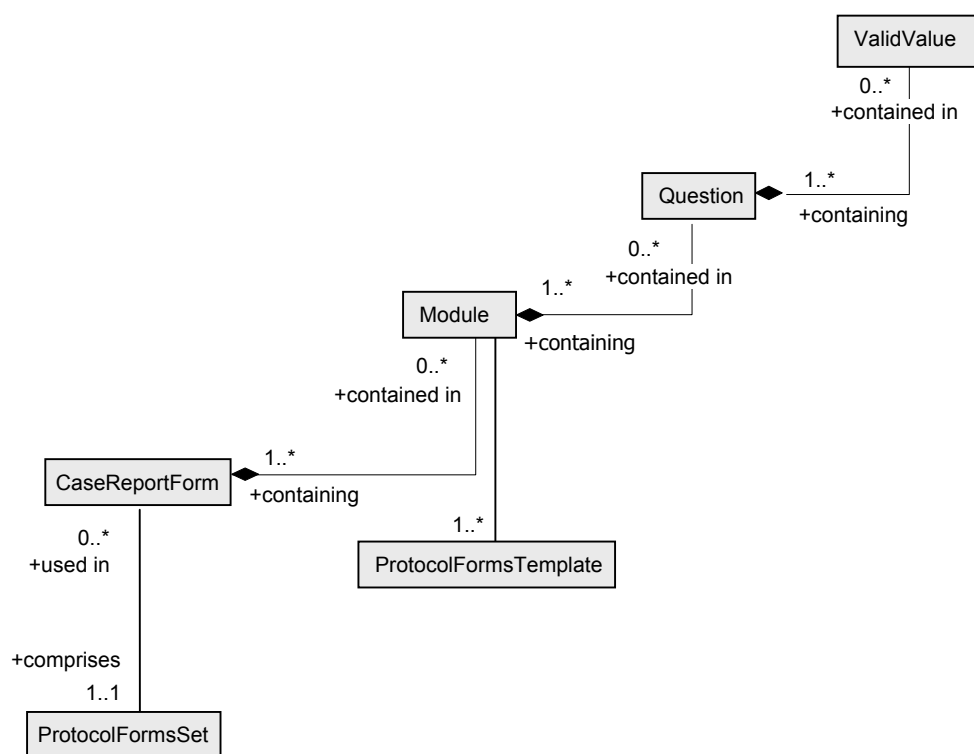 ValidValue
0..*
+contained in
Question
1..*
+containing
0..*
+contained in
Module
1..*
+containing
0..*
+contained in
CaseReportForm
1..*
+containing
0..*
+used in
1..*
ProtocolFormsTemplate
+comprises
1..1
ProtocolFormsSet